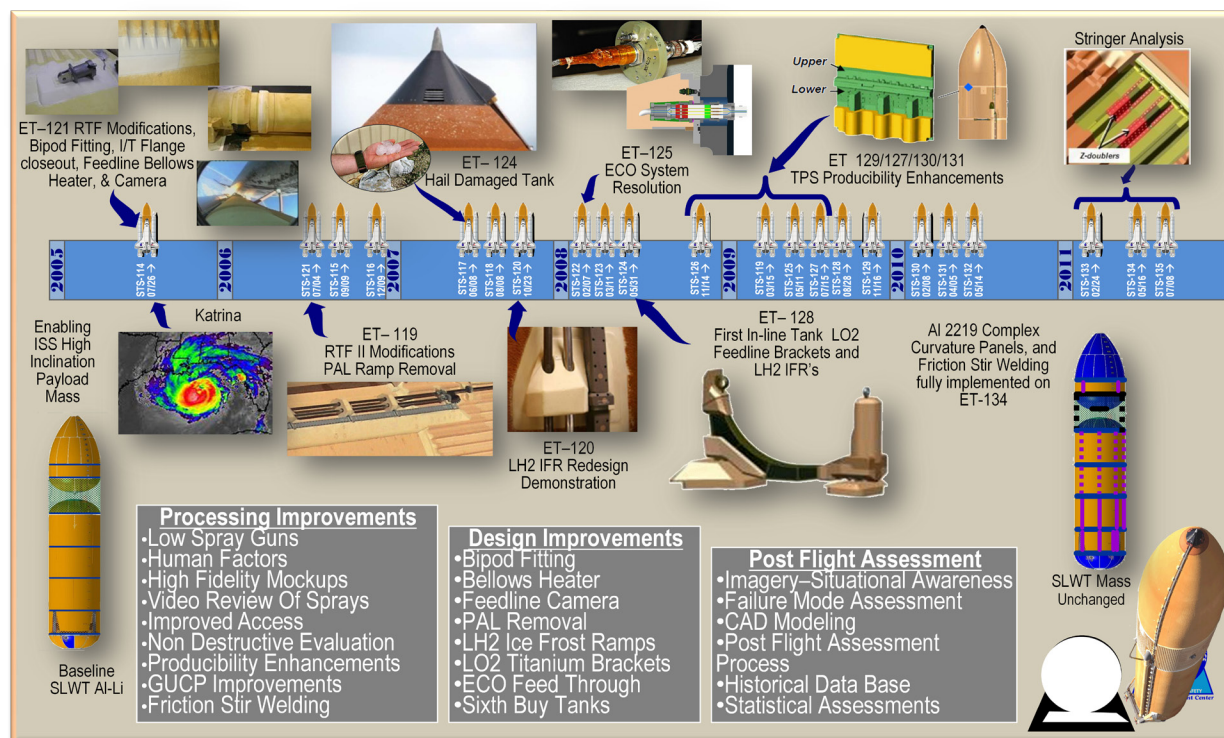 Stringer Analysis
Upper
Lower
Z-doublers
ET–121 RTF Modifications,
Bipod Fitting, I/T Flange
closeout, Feedline Bellows
Heater, & Camera
ET– 124
Hail Damaged Tank
ET–125
ECO System
Resolution
ET 129/127/130/131
TPS Producibility Enhancements
2005
STS-114
07/26 →
2006
STS-121
07/04 →
STS-115
09/09 →
STS-116
12/09 →
2007
STS-117
06/08 →
STS-118
08/08 →
STS-120
10/23 →
2008
STS-122
02/07 →
STS-123
03/11 →
STS-124
05/31 →
STS-126
11/14 →
2009
STS-119
03/15 →
STS-125
05/11 →
STS-127
07/15 →
STS-128
08/28 →
STS-129
11/16 →
2010
STS-130
02/08 →
STS-131
04/05 →
STS-132
05/14 →
2011
STS-133
02/24 →
STS-134
05/16 →
STS-135
07/08 →
Enabling
ISS High
Inclination
Payload
Mass
Katrina
ET– 119
RTF II Modifications
PAL Ramp Removal
ET–120
LH2 IFR Redesign
Demonstration
ET– 128
First In-line Tank LO2
Feedline Brackets and
LH2 IFR's
Al 2219 Complex
Curvature Panels, and
Friction Stir Welding
fully implemented on
ET-134
Baseline
SLWT Al-Li
Processing Improvements
•Low Spray Guns
•Human Factors
•High Fidelity Mockups
•Video Review Of Sprays
•Improved Access
•Non Destructive Evaluation
•Producibility Enhancements
•GUCP Improvements
•Friction Stir Welding
Design Improvements
•Bipod Fitting
•Bellows Heater
•Feedline Camera
•PAL Removal
•LH2 Ice Frost Ramps
•LO2 Titanium Brackets
•ECO Feed Through
•Sixth Buy Tanks
Post Flight Assessment
•Imagery–Situational Awareness
•Failure Mode Assessment
•CAD Modeling
•Post Flight Assessment
Process
•Historical Data Base
•Statistical Assessments
SLWT Mass
Unchanged
Center